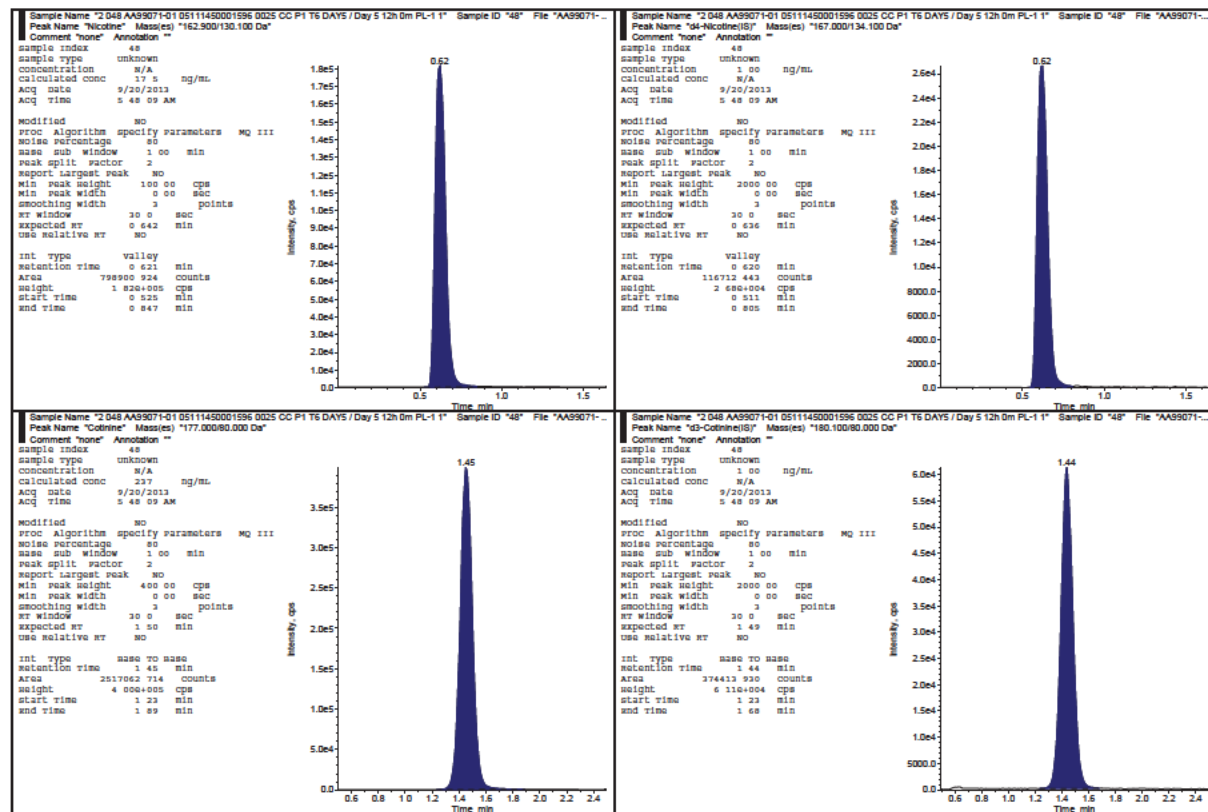 Sample Name "2 048 AA99071-01 05111450001596 0025 CC P1 T6 DAY5 / Day 5 12h 0m PL-1 1" Sample ID "48" File "AA99071-...
Peak Name "Nicotine" Mass(es) "162.900/130.100 Da"
Comment "none" Annotation ""
Sample Index 48
Sample Type Unknown
Concentration N/A
Calculated Conc 17 5 ng/mL
Acq Date 9/20/2013
Acq Time 5 48 09 AM
Modified NO
Proc Algorithm Specify Parameters MQ III
Noise Percentage 80
Base Sub Window 1 00 min
Peak Split Factor 2
Report Largest Peak NO
Min Peak Height 100 00 cps
Min Peak Width 0 00 sec
Smoothing Width 3 points
RT Window 30 0 sec
Expected RT 0 642 min
Use Relative RT NO
Int Type Valley
Retention Time 0 621 min
Area 798900 924 counts
Height 1 82e+005 cps
Start Time 0 525 min
End Time 0 847 min
Intensity, cps
0.62
1.8e5
1.7e5
1.6e5
1.5e5
1.4e5
1.3e5
1.2e5
1.1e5
1.0e5
9.0e4
8.0e4
7.0e4
6.0e4
5.0e4
4.0e4
3.0e4
2.0e4
1.0e4
0.0
0.5 1.0 1.5
Time, min
Sample Name "2 048 AA99071-01 05111450001596 0025 CC P1 T6 DAY5 / Day 5 12h 0m PL-1 1" Sample ID "48" File "AA99071-...
Peak Name "d4-Nicotine(IS)" Mass(es) "167.000/134.100 Da"
Comment "none" Annotation ""
Sample Index 48
Sample Type Unknown
Concentration 1 00 ng/mL
Calculated Conc N/A
Acq Date 9/20/2013
Acq Time 5 48 09 AM
Modified NO
Proc Algorithm Specify Parameters MQ III
Noise Percentage 80
Base Sub Window 1 00 min
Peak Split Factor 2
Report Largest Peak NO
Min Peak Height 2000 00 cps
Min Peak Width 0 00 sec
Smoothing Width 3 points
RT Window 30 0 sec
Expected RT 0 636 min
Use Relative RT NO
Int Type Valley
Retention Time 0 620 min
Area 116712 443 counts
Height 2 68e+004 cps
Start Time 0 511 min
End Time 0 805 min
Intensity, cps
0.62
2.6e4
2.4e4
2.2e4
2.0e4
1.8e4
1.6e4
1.4e4
1.2e4
1.0e4
8000.0
6000.0
4000.0
2000.0
0.0
0.5 1.0 1.5
Time, min
Sample Name "2 048 AA99071-01 05111450001596 0025 CC P1 T6 DAY5 / Day 5 12h 0m PL-1 1" Sample ID "48" File "AA99071-...
Peak Name "Cotinine" Mass(es) "177.000/80.000 Da"
Comment "none" Annotation ""
Sample Index 48
Sample Type Unknown
Concentration N/A
Calculated Conc 237 ng/mL
Acq Date 9/20/2013
Acq Time 5 48 09 AM
Modified NO
Proc Algorithm Specify Parameters MQ III
Noise Percentage 80
Base Sub Window 1 00 min
Peak Split Factor 2
Report Largest Peak NO
Min Peak Height 400 00 cps
Min Peak Width 0 00 sec
Smoothing Width 3 points
RT Window 30 0 sec
Expected RT 1 50 min
Use Relative RT NO
Int Type Base To Base
Retention Time 1 45 min
Area 2517062 714 counts
Height 4 00e+005 cps
Start Time 1 23 min
End Time 1 89 min
Intensity, cps
1.45
3.5e5
3.0e5
2.5e5
2.0e5
1.5e5
1.0e5
5.0e4
0.0
0.6 0.8 1.0 1.2 1.4 1.6 1.8 2.0 2.2 2.4
Time, min
Sample Name "2 048 AA99071-01 05111450001596 0025 CC P1 T6 DAY5 / Day 5 12h 0m PL-1 1" Sample ID "48" File "AA99071-...
Peak Name "d3-Cotinine(IS)" Mass(es) "180.100/80.000 Da"
Comment "none" Annotation ""
Sample Index 48
Sample Type Unknown
Concentration 1 00 ng/mL
Calculated Conc N/A
Acq Date 9/20/2013
Acq Time 5 48 09 AM
Modified NO
Proc Algorithm Specify Parameters MQ III
Noise Percentage 80
Base Sub Window 1 00 min
Peak Split Factor 2
Report Largest Peak NO
Min Peak Height 2000 00 cps
Min Peak Width 0 00 sec
Smoothing Width 3 points
RT Window 30 0 sec
Expected RT 1 49 min
Use Relative RT NO
Int Type Base To Base
Retention Time 1 44 min
Area 374413 930 counts
Height 6 11e+004 cps
Start Time 1 23 min
End Time 1 68 min
Intensity, cps
1.44
6.0e4
5.5e4
5.0e4
4.5e4
4.0e4
3.5e4
3.0e4
2.5e4
2.0e4
1.5e4
1.0e4
5000.0
0.0
0.6 0.8 1.0 1.2 1.4 1.6 1.8 2.0 2.2 2.4
Time, min